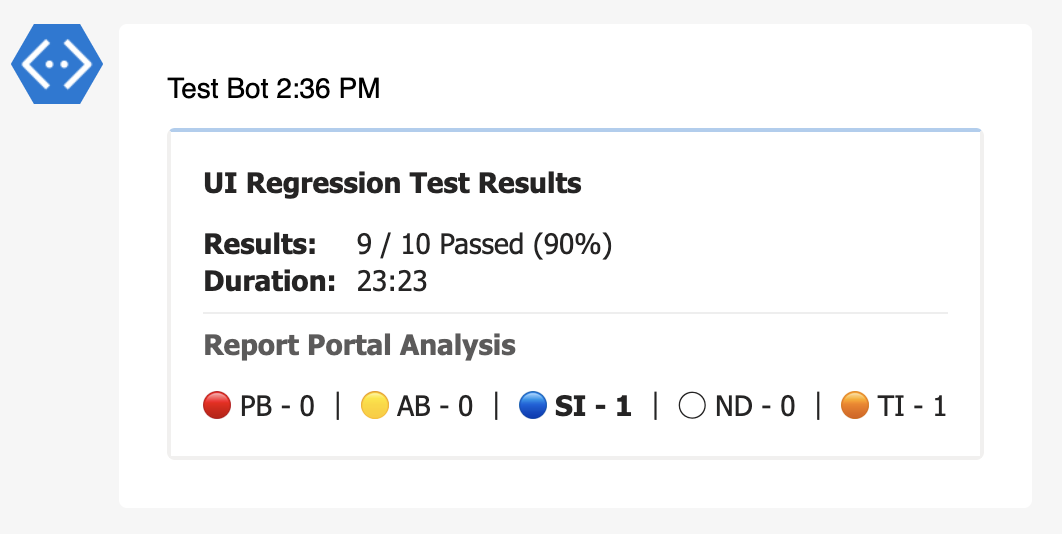 Test Bot 2:36 PM
UI Regression Test Results
Results: 9 / 10 Passed (90%)
Duration: 23:23
Report Portal Analysis
🔴 PB - 0 | 🟡 AB - 0 | 🔵 SI - 1 | ⚪ ND - 0 | 🟠 TI - 1